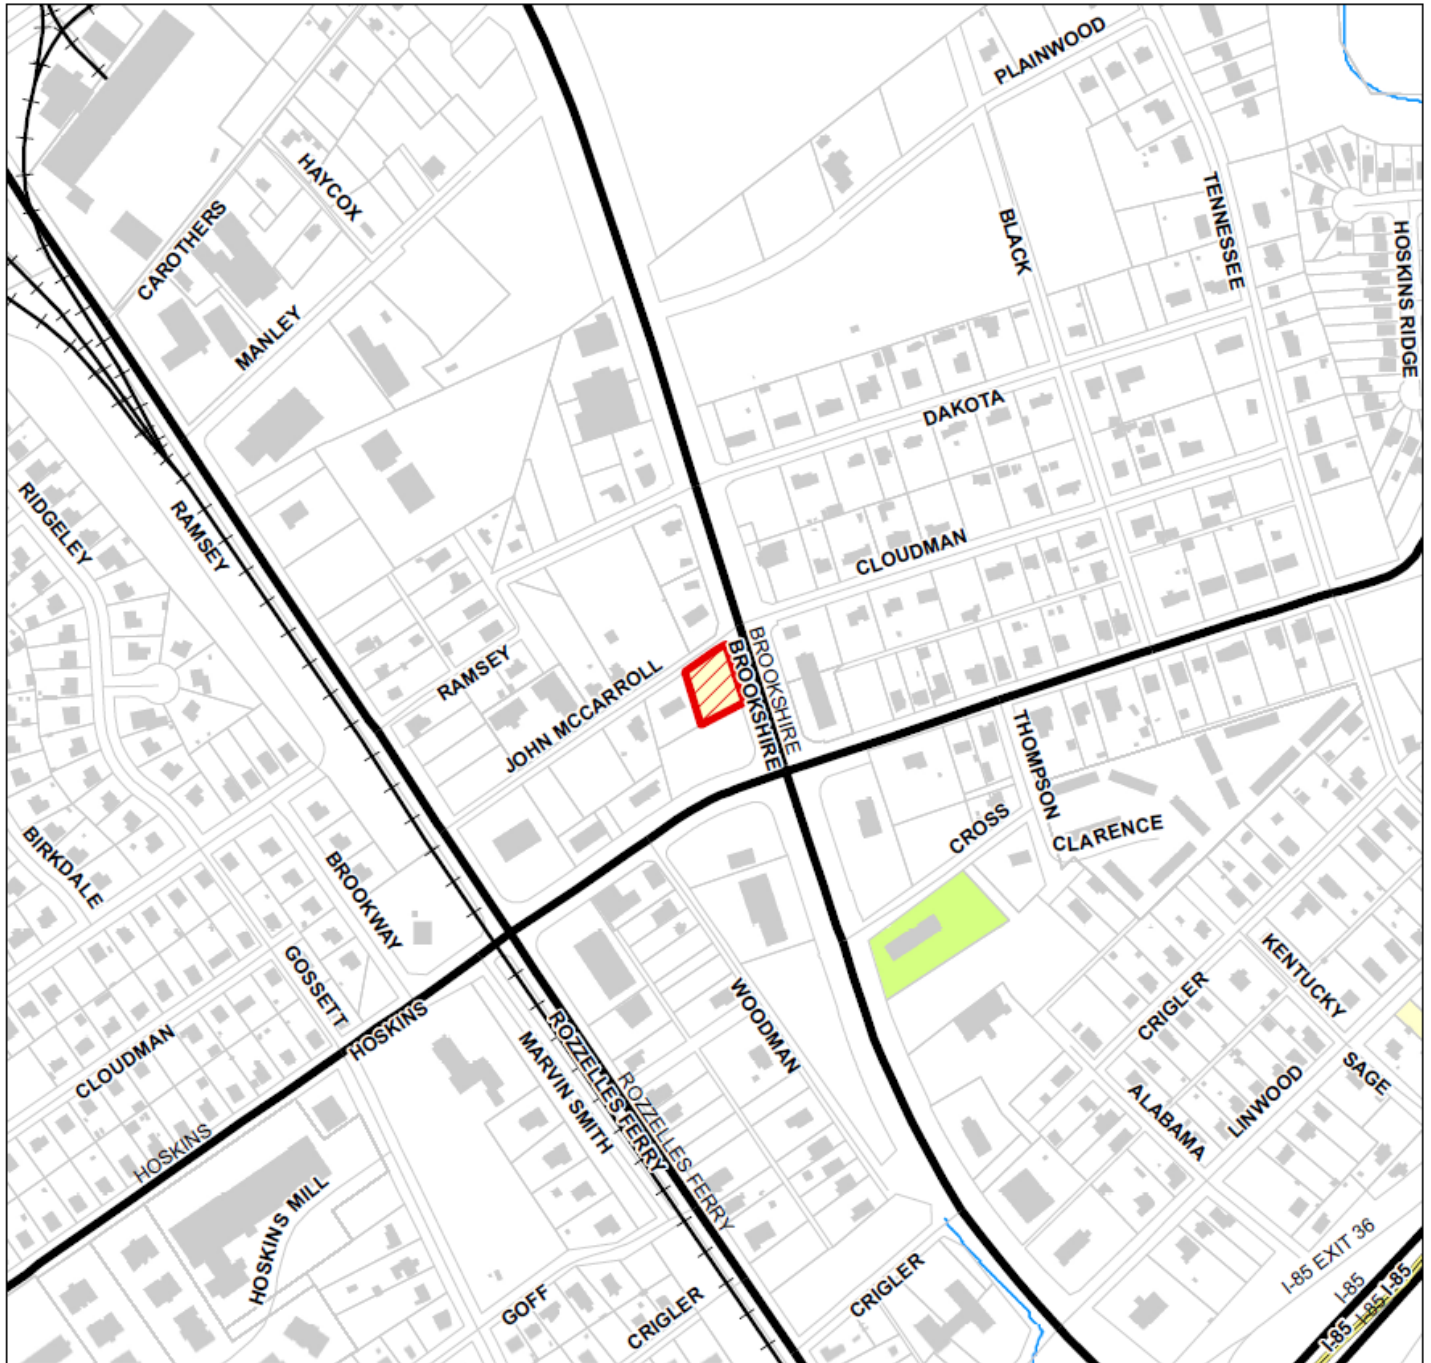 PLAINWOOD
HAYCOX
TENNESSEE
CAROTHERS
BLACK
HOSKINS RIDGE
MANLEY
DAKOTA
RIDGELEY
RAMSEY
CLOUDMAN
BROOKSHIRE
BROOKSHIRE
RAMSEY
JOHN MCCARROLL
THOMPSON
CROSS
CLARENCE
BIRKDALE
BROOKWAY
GOSSETT
KENTUCKY
CRIGLER
WOODMAN
HOSKINS
CLOUDMAN
ROZZELLES FERRY
MARVIN SMITH
ROZZELLES FERRY
SAGE
ALABAMA
LINWOOD
HOSKINS
HOSKINS MILL
I-85 EXIT 36
CRIGLER
GOFF
CRIGLER
I-85
I-85
I-85
I-85